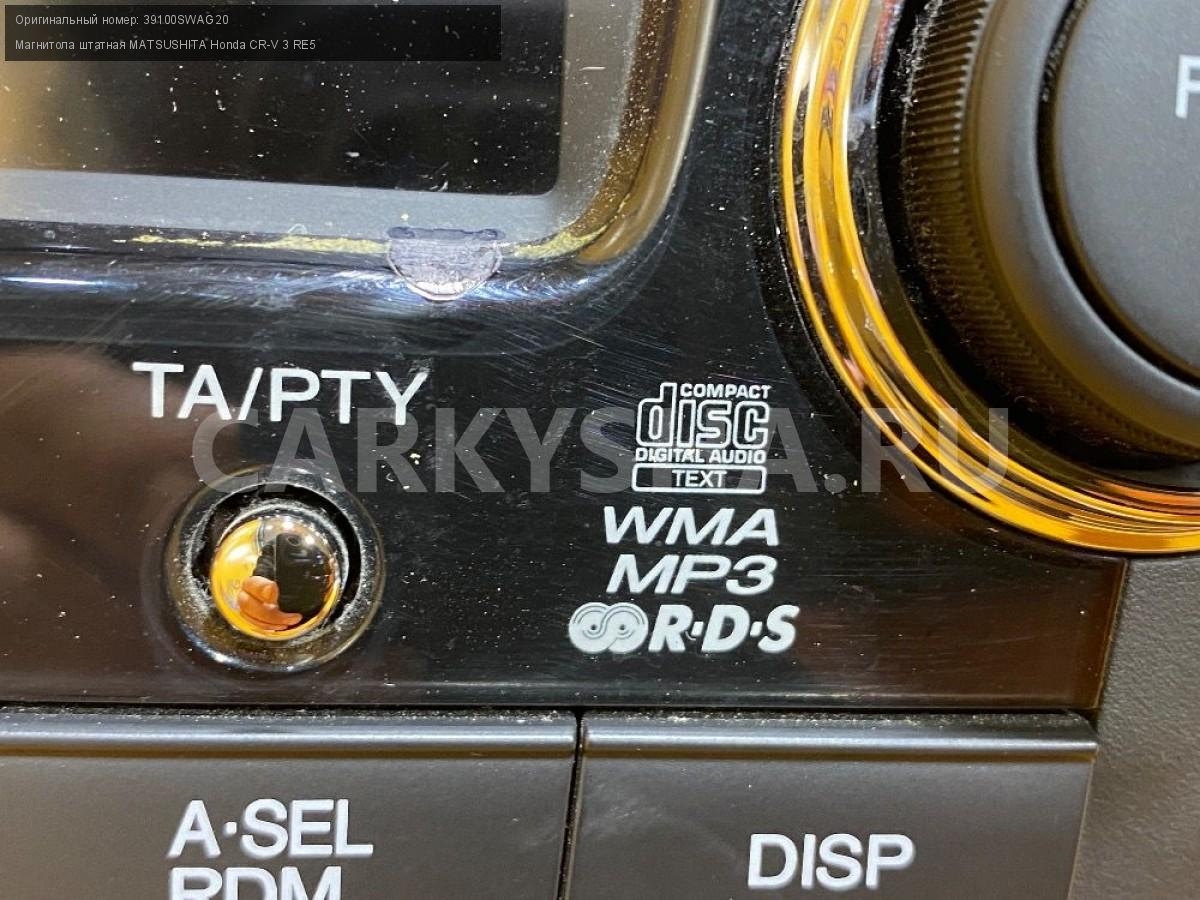 Оригинальный номер: 39100SWAG20
Магнитола штатная MATSUSHITA Honda CR-V 3 RE5
TA/PTY
COMPACT
disc
DIGITAL AUDIO
TEXT
CARKYSPA.RU
WMA
MP3
R·D·S
A·SEL
RDM
DISP